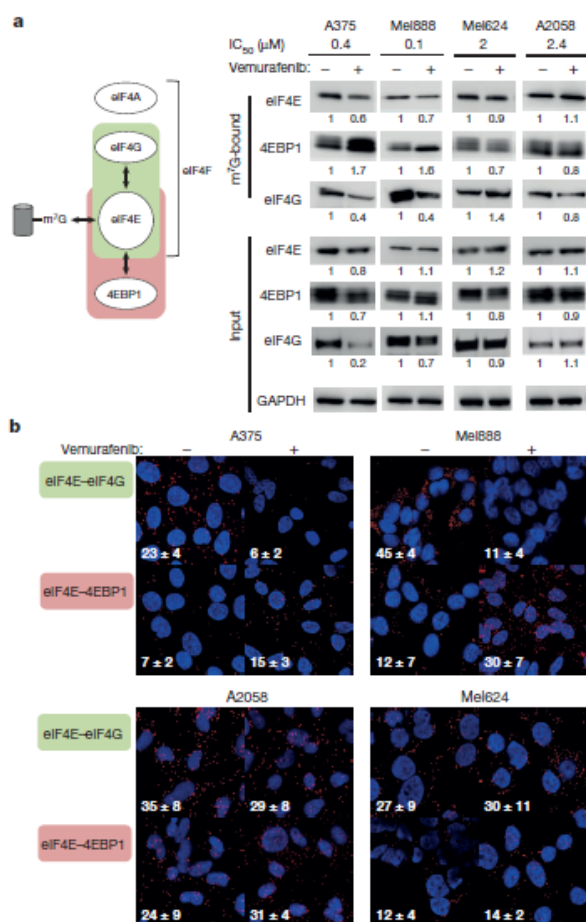 a
A375 Mel888 Mel624 A2058
IC50 (μM) 0.4 0.1 2 2.4
Vemurafenib: – + – + – + – +
eIF4A
eIF4G
eIF4E
4EBP1
eIF4F
m7G
m7G-bound
eIF4E
1 0.6 1 0.7 1 0.9 1 1.1
4EBP1
1 1.7 1 1.6 1 0.7 1 0.8
eIF4G
1 0.4 1 0.4 1 1.4 1 0.8
Input
eIF4E
1 0.8 1 1.1 1 1.2 1 1.1
4EBP1
1 0.7 1 1.1 1 0.8 1 0.9
eIF4G
1 0.2 1 0.7 1 0.9 1 1.1
GAPDH
b
A375 Mel888
Vemurafenib: – + – +
eIF4E–eIF4G
23 ± 4 6 ± 2 45 ± 4 11 ± 4
eIF4E–4EBP1
7 ± 2 15 ± 3 12 ± 7 30 ± 7
A2058 Mel624
eIF4E–eIF4G
35 ± 8 29 ± 8 27 ± 9 30 ± 11
eIF4E–4EBP1
24 ± 9 31 ± 4 12 ± 4 14 ± 2